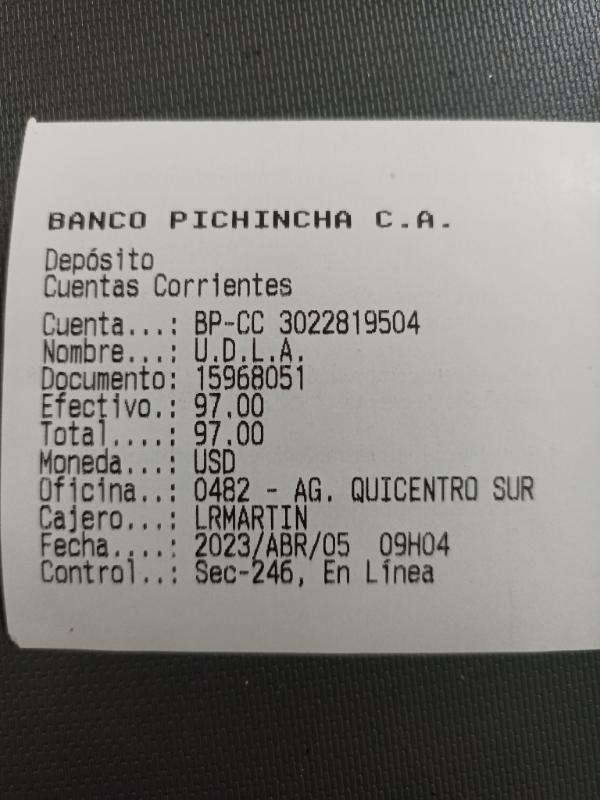 BANCO PICHINCHA C.A.
Depósito
Cuentas Corrientes
Cuenta...: BP-CC 3022819504
Nombre...: U.D.L.A.
Documento: 15968051
Efectivo.: 97.00
Total....: 97.00
Moneda...: USD
Oficina..: 0482 - AG. QUICENTRO SUR
Cajero...: LRMARTIN
Fecha....: 2023/ABR/05  09H04
Control..: Sec-246, En Línea